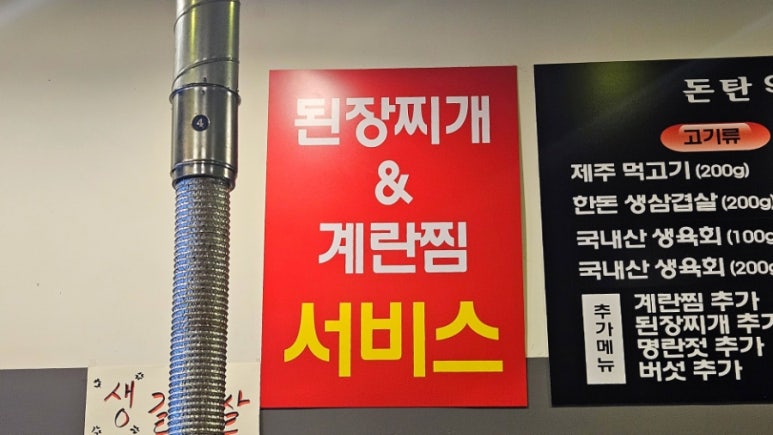 ④
된장찌개
&
계란찜
서비스
생 갈 살
돈탄
고기류
제주 먹고기 (200g)
한돈 생삼겹살 (200g)
국내산 생육회 (100g
국내산 생육회 (200g
추가메뉴
계란찜 추가
된장찌개 추가
명란젓 추가
버섯 추가